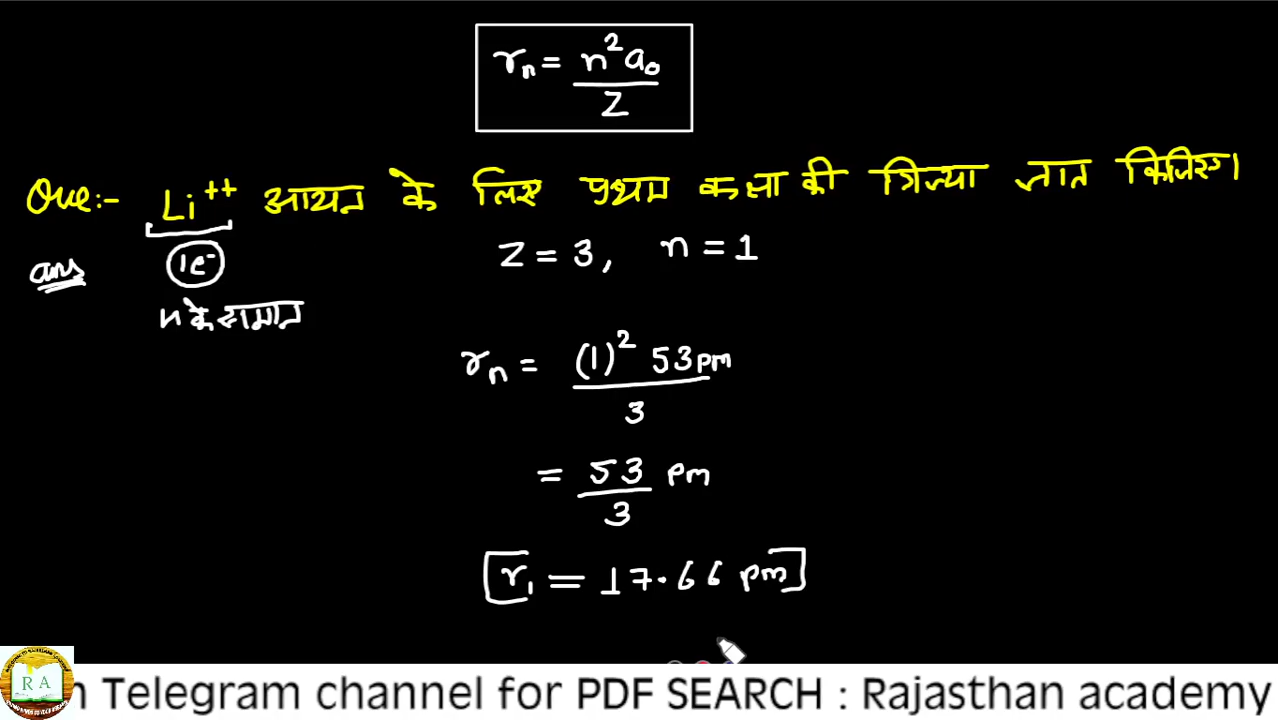 rₙ = n²a₀
Z
Que:- Li⁺⁺ आयन के लिए प्रथम कक्षा की त्रिज्या ज्ञात किजिए।
ans 1e⁻ Z = 3, n = 1
H के समान
rₙ = (1)² 53pm
3
= 53 pm
3
[r₁ = 17.66 pm]
R A
n Telegram channel for PDF SEARCH : Rajasthan academy